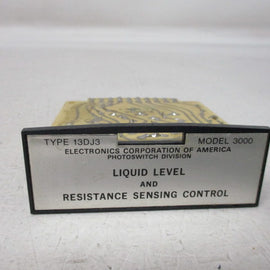 TYPE 13DJ3 MODEL 3000
ELECTRONICS CORPORATION OF AMERICA
PHOTOSWITCH DIVISION
LIQUID LEVEL
AND
RESISTANCE SENSING CONTROL